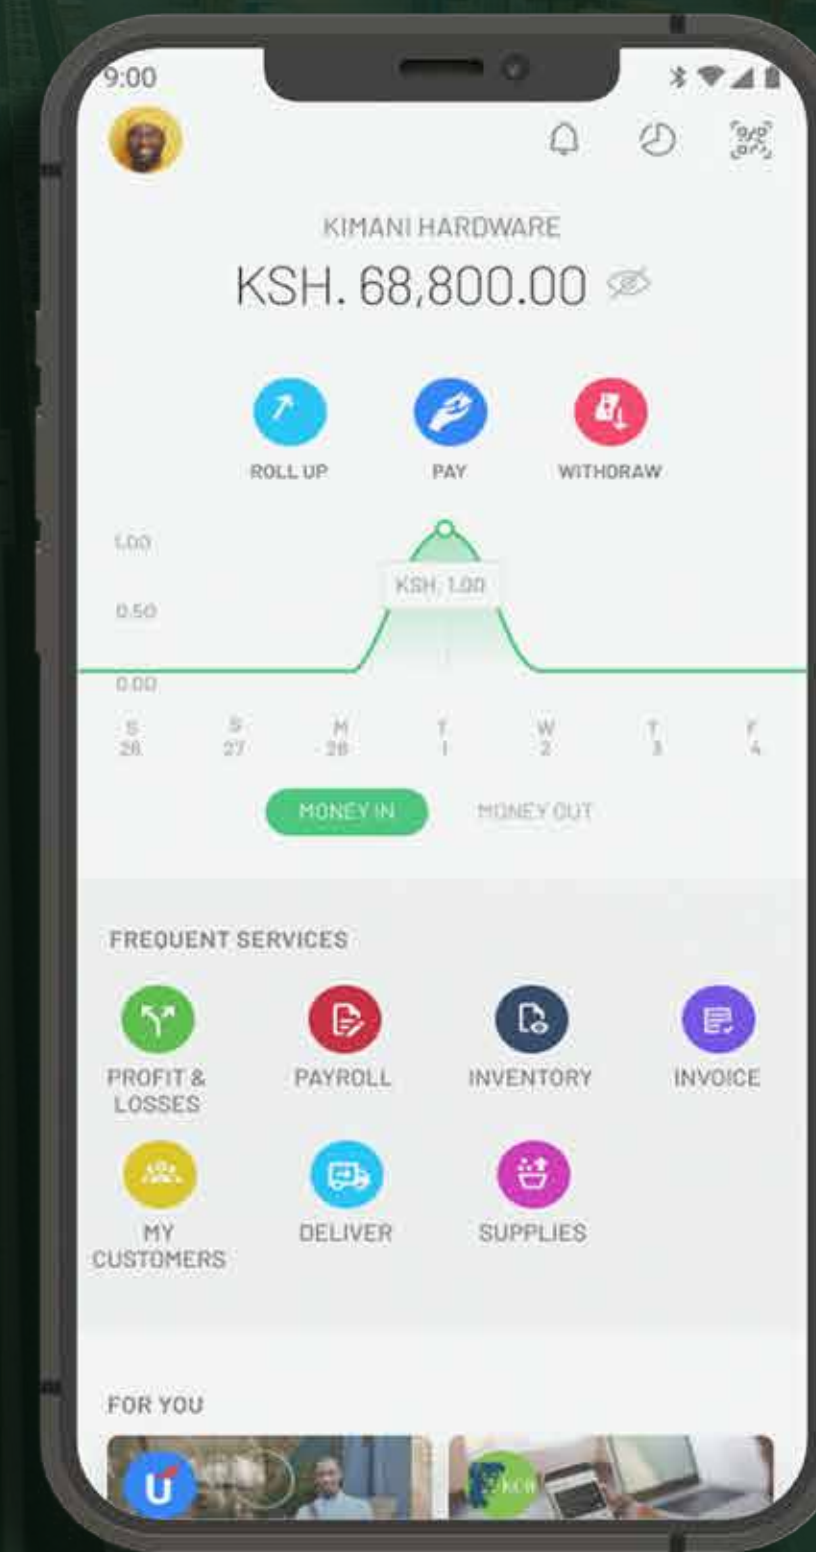 9:00
KIMANI HARDWARE
KSH. 68,800.00
ROLL UP PAY WITHDRAW
1.00
KSH. 1.00
0.50
0.00
S S M T W T F
26 27 28 1 2 3 4
MONEY IN MONEY OUT
FREQUENT SERVICES
PROFIT & LOSSES
PAYROLL
INVENTORY
INVOICE
MY CUSTOMERS
DELIVER
SUPPLIES
FOR YOU
U